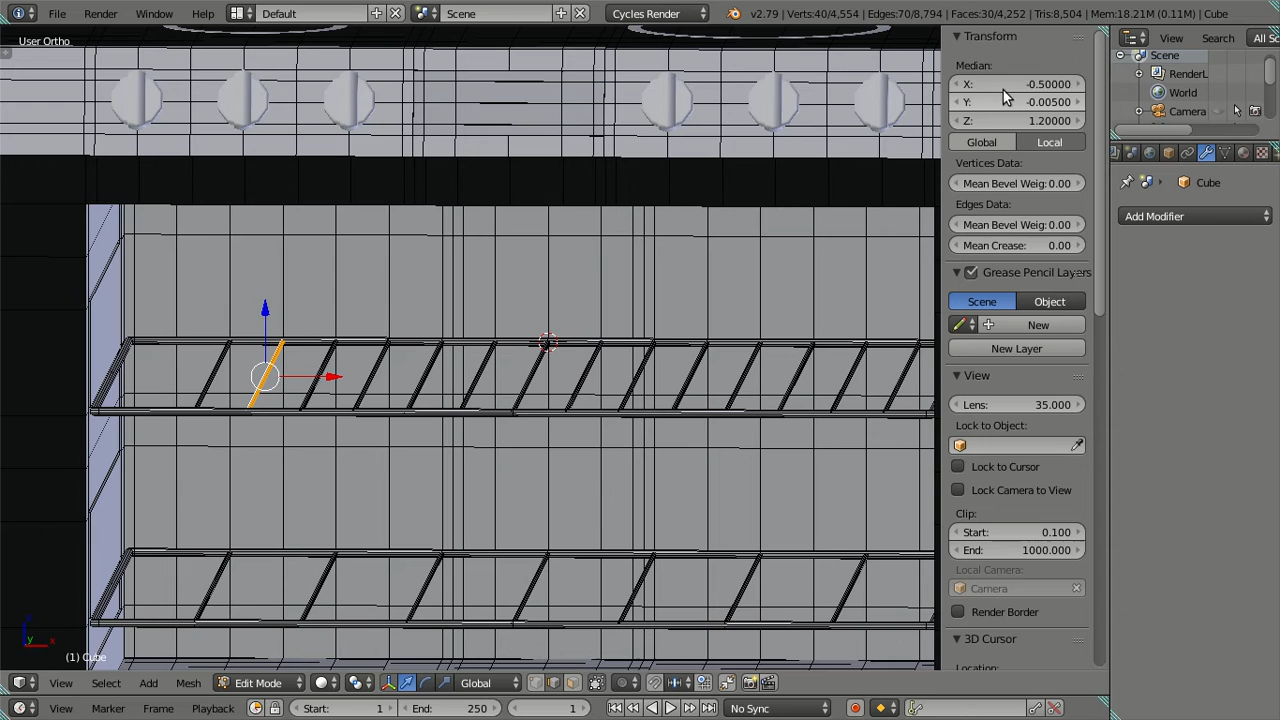 File Render Window Help Default Scene Cycles Render v2.79 | Verts:40/4,554 | Edges:70/8,794 | Faces:30/4,252 | Tris:8,504 | Mem:18.21M (0.11M) | Cube
User Ortho
Transform
Median:
X: -0.50000
Y: -0.00500
Z: 1.20000
Global Local
Vertices Data:
Mean Bevel Weig: 0.00
Edges Data:
Mean Bevel Weig: 0.00
Mean Crease: 0.00
Grease Pencil Layers
Scene Object
New
New Layer
View
Lens: 35.000
Lock to Object:
Lock to Cursor
Lock Camera to View
Clip:
Start: 0.100
End: 1000.000
Local Camera:
Camera
Render Border
3D Cursor
Location:
View Search All Sc
Scene
RenderL
World
Camera
Cube
Add Modifier
z
y x
(1) Cube
View Select Add Mesh Edit Mode Global
View Marker Frame Playback Start: 1 End: 250 1 No Sync